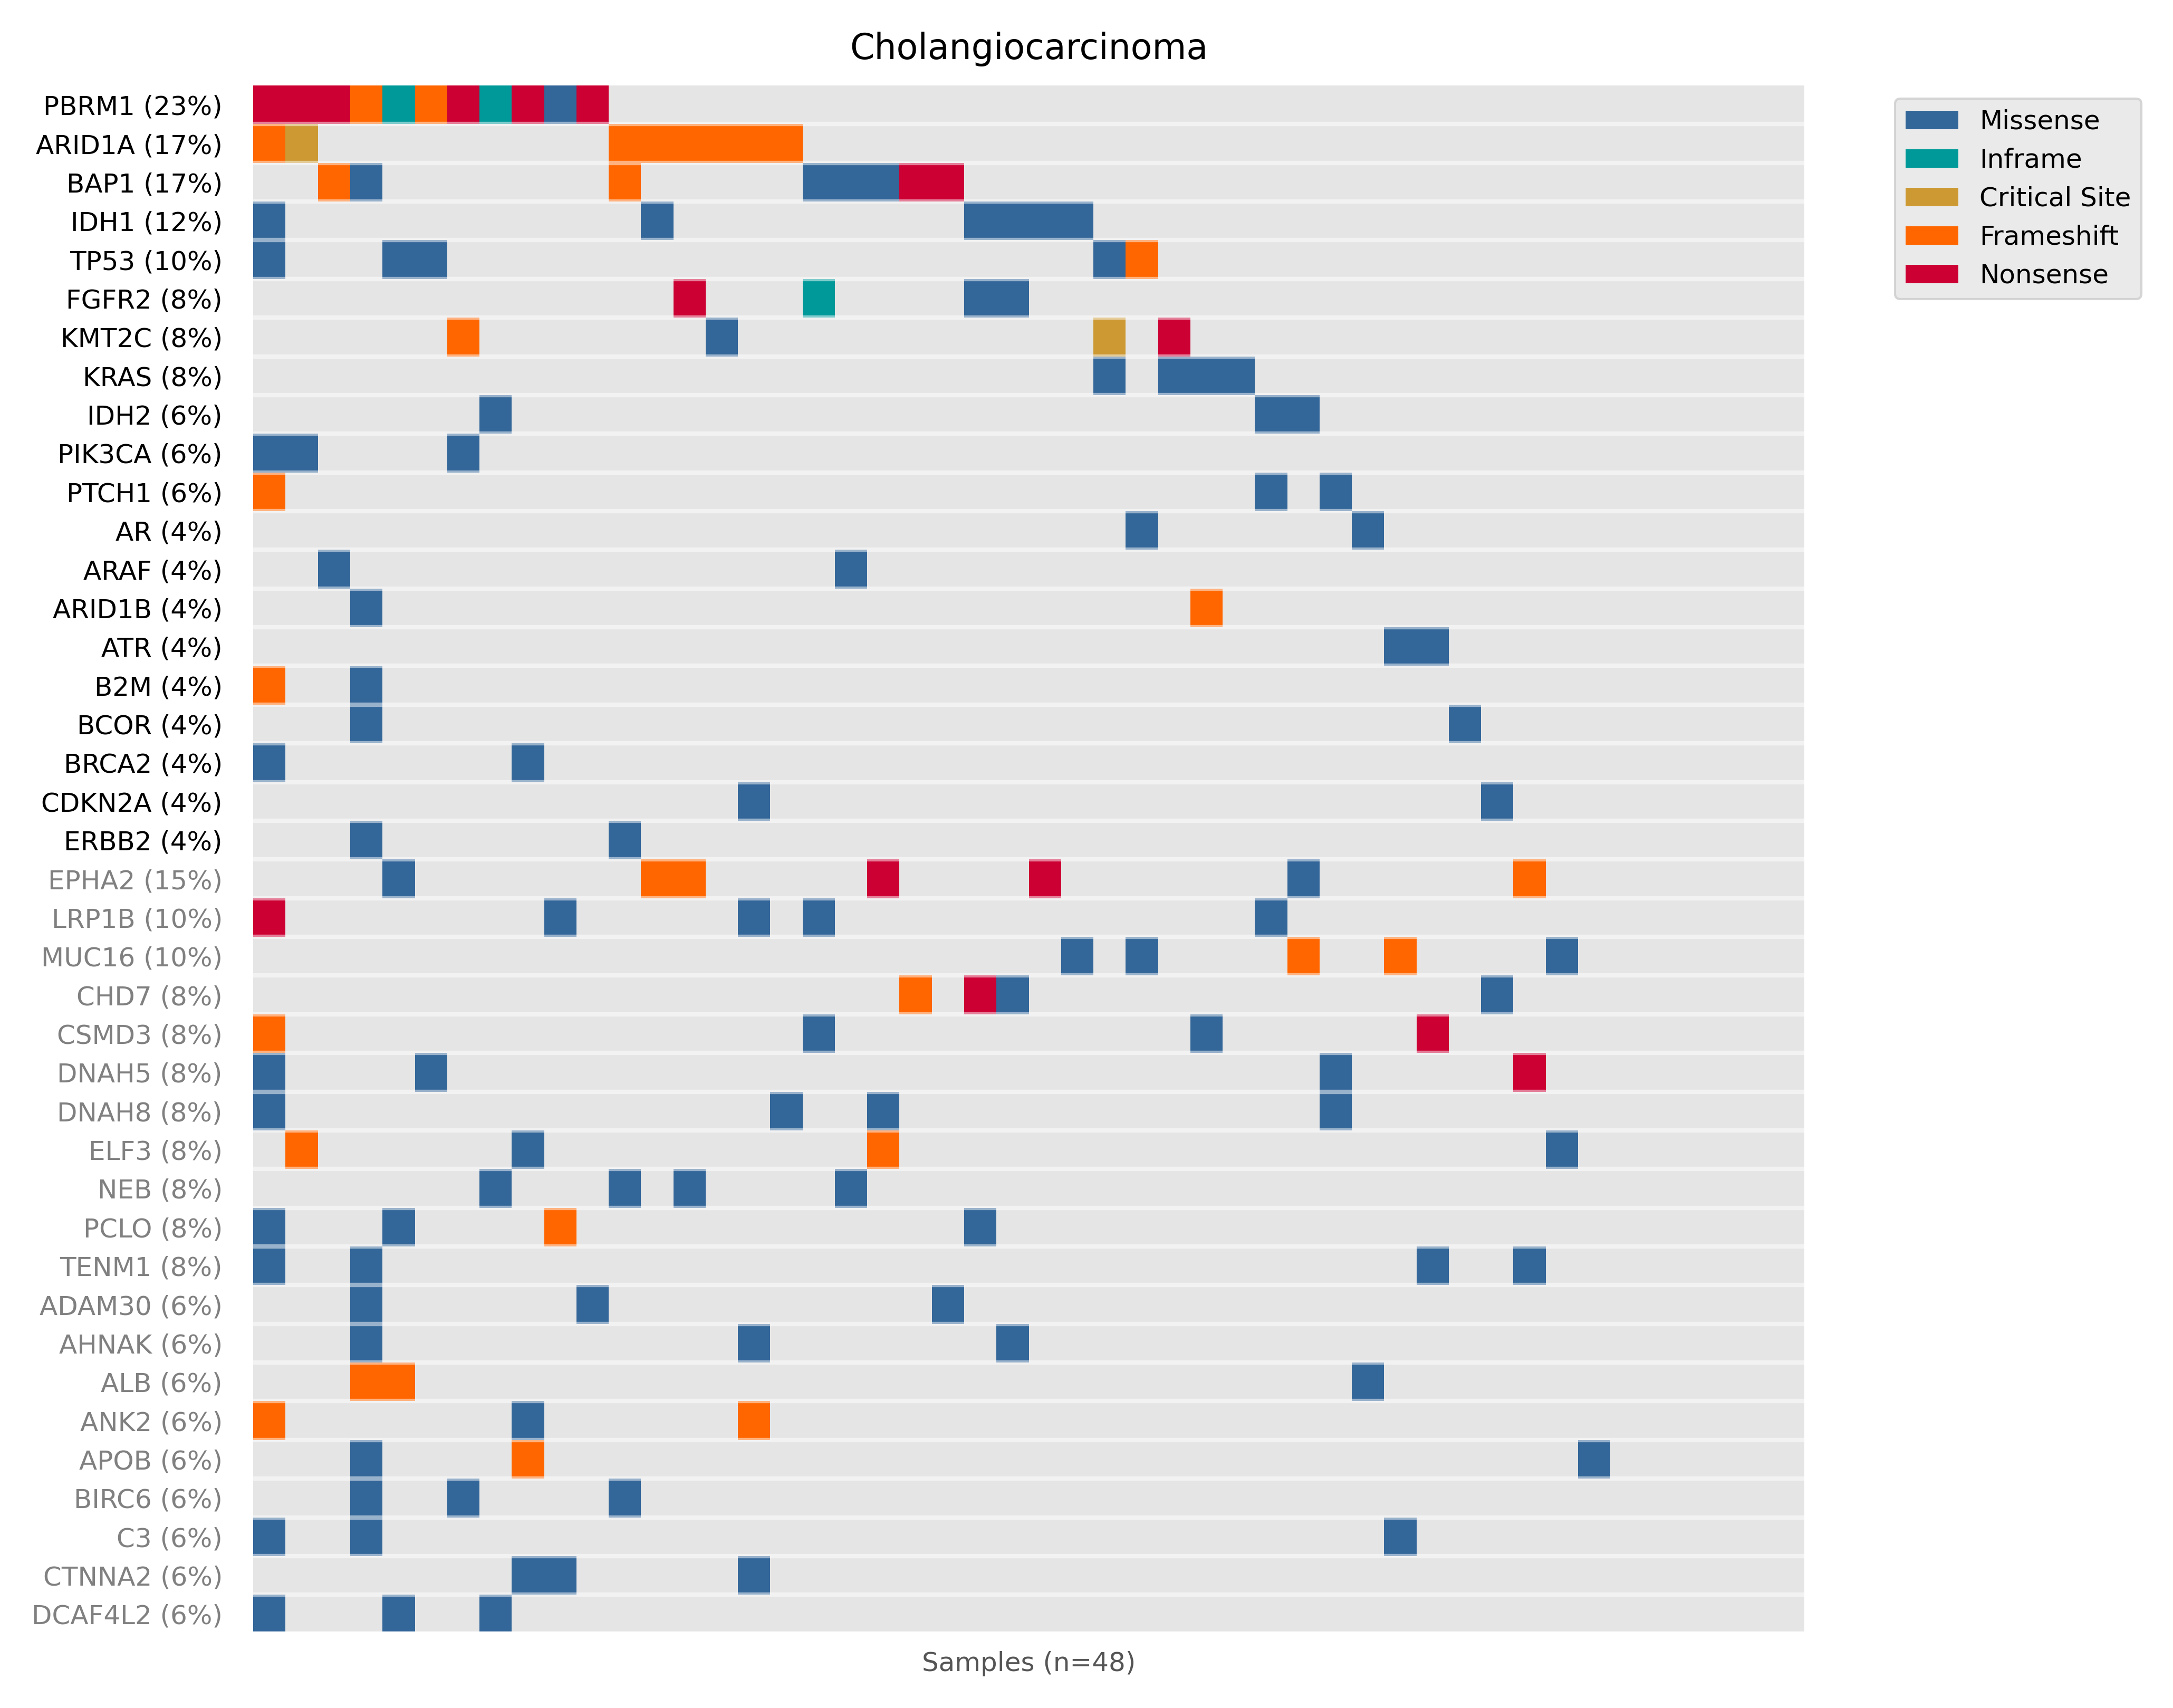 Cholangiocarcinoma
PBRM1 (23%)
ARID1A (17%)
BAP1 (17%)
IDH1 (12%)
TP53 (10%)
FGFR2 (8%)
KMT2C (8%)
KRAS (8%)
IDH2 (6%)
PIK3CA (6%)
PTCH1 (6%)
AR (4%)
ARAF (4%)
ARID1B (4%)
ATR (4%)
B2M (4%)
BCOR (4%)
BRCA2 (4%)
CDKN2A (4%)
ERBB2 (4%)
EPHA2 (15%)
LRP1B (10%)
MUC16 (10%)
CHD7 (8%)
CSMD3 (8%)
DNAH5 (8%)
DNAH8 (8%)
ELF3 (8%)
NEB (8%)
PCLO (8%)
TENM1 (8%)
ADAM30 (6%)
AHNAK (6%)
ALB (6%)
ANK2 (6%)
APOB (6%)
BIRC6 (6%)
C3 (6%)
CTNNA2 (6%)
DCAF4L2 (6%)
Samples (n=48)
Missense
Inframe
Critical Site
Frameshift
Nonsense